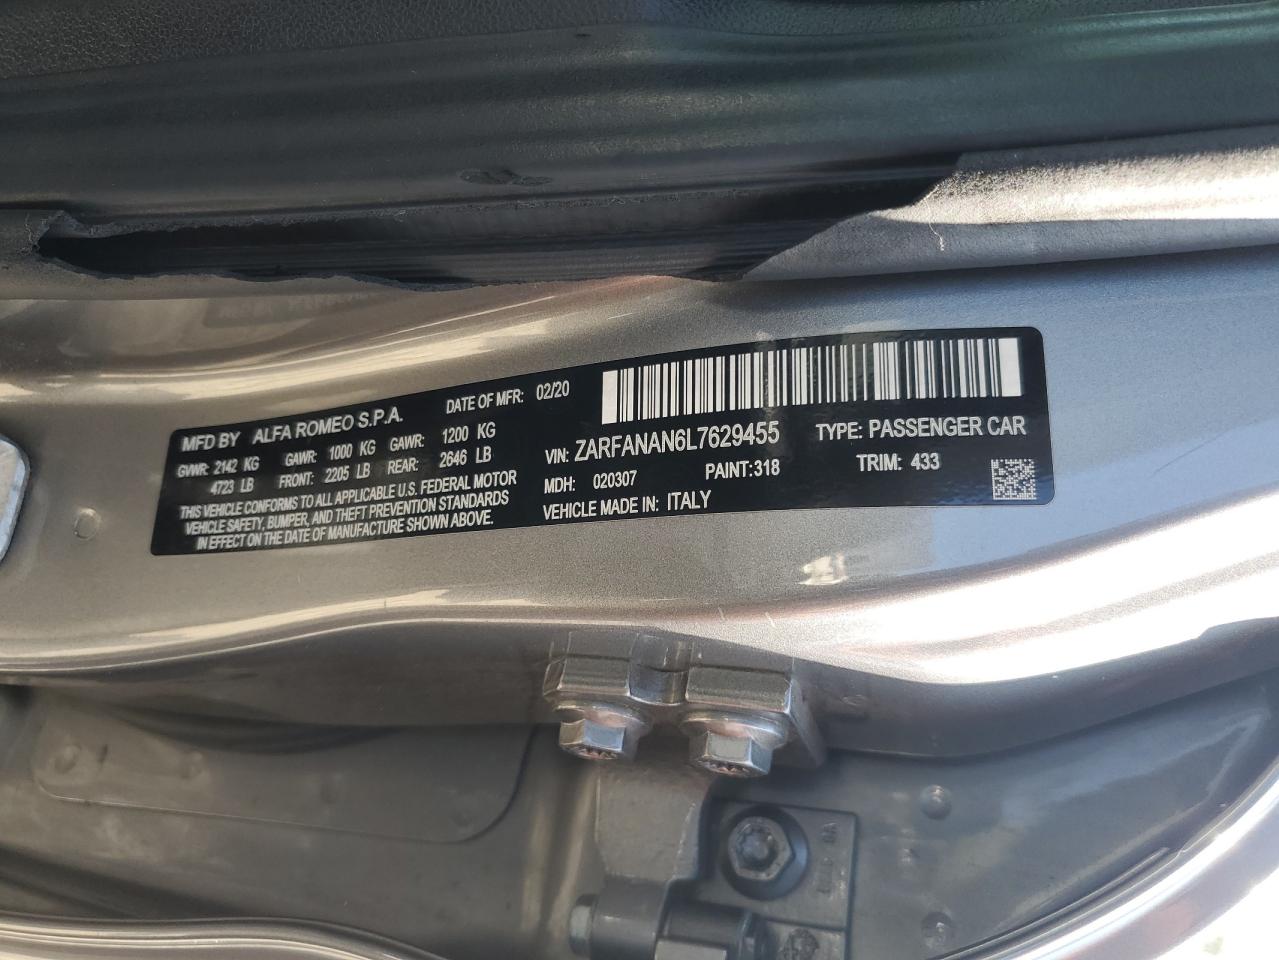 MFD BY ALFA ROMEO S.P.A. DATE OF MFR: 02/20
GVWR: 2142 KG GAWR: 1000 KG GAWR: 1200 KG
4723 LB FRONT: 2205 LB REAR: 2646 LB
THIS VEHICLE CONFORMS TO ALL APPLICABLE U.S. FEDERAL MOTOR
VEHICLE SAFETY, BUMPER, AND THEFT PREVENTION STANDARDS
IN EFFECT ON THE DATE OF MANUFACTURE SHOWN ABOVE.
VIN: ZARFANAN6L7629455 TYPE: PASSENGER CAR
MDH: 020307 PAINT:318 TRIM: 433
VEHICLE MADE IN: ITALY